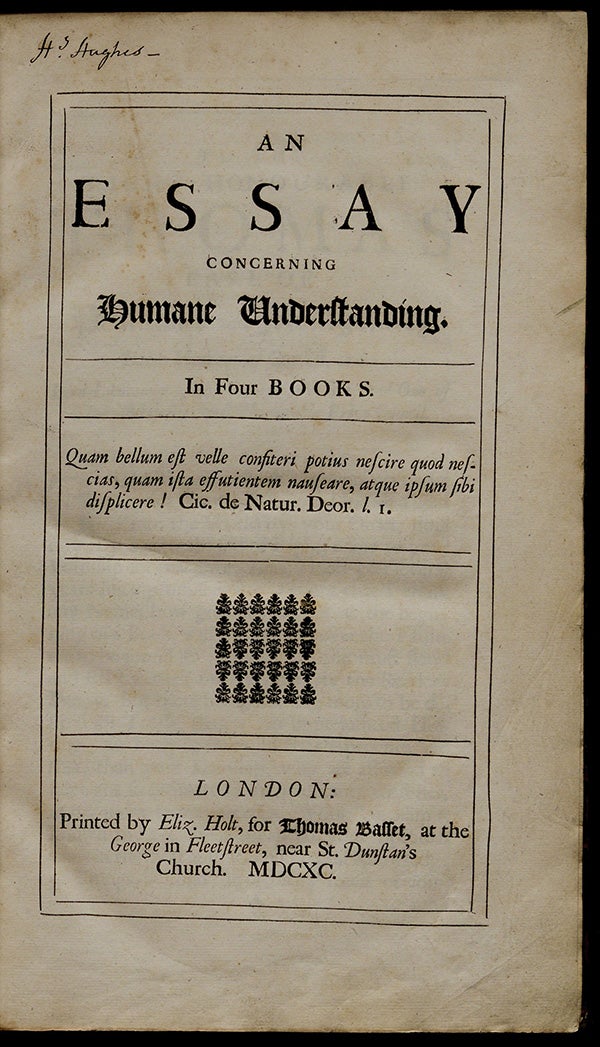 Hs. Hughes —
AN
ESSAY
CONCERNING
Humane Understanding.
In Four BOOKS.
Quam bellum eſt velle confiteri potius neſcire quod neſ-
cias, quam iſta effutientem nauſeare, atque ipſum ſibi
diſplicere ! Cic. de Natur. Deor. l. 1.
LONDON:
Printed by Eliz. Holt, for Thomas Baſſet, at the
George in Fleetſtreet, near St. Dunſtan's
Church. MDCXC.